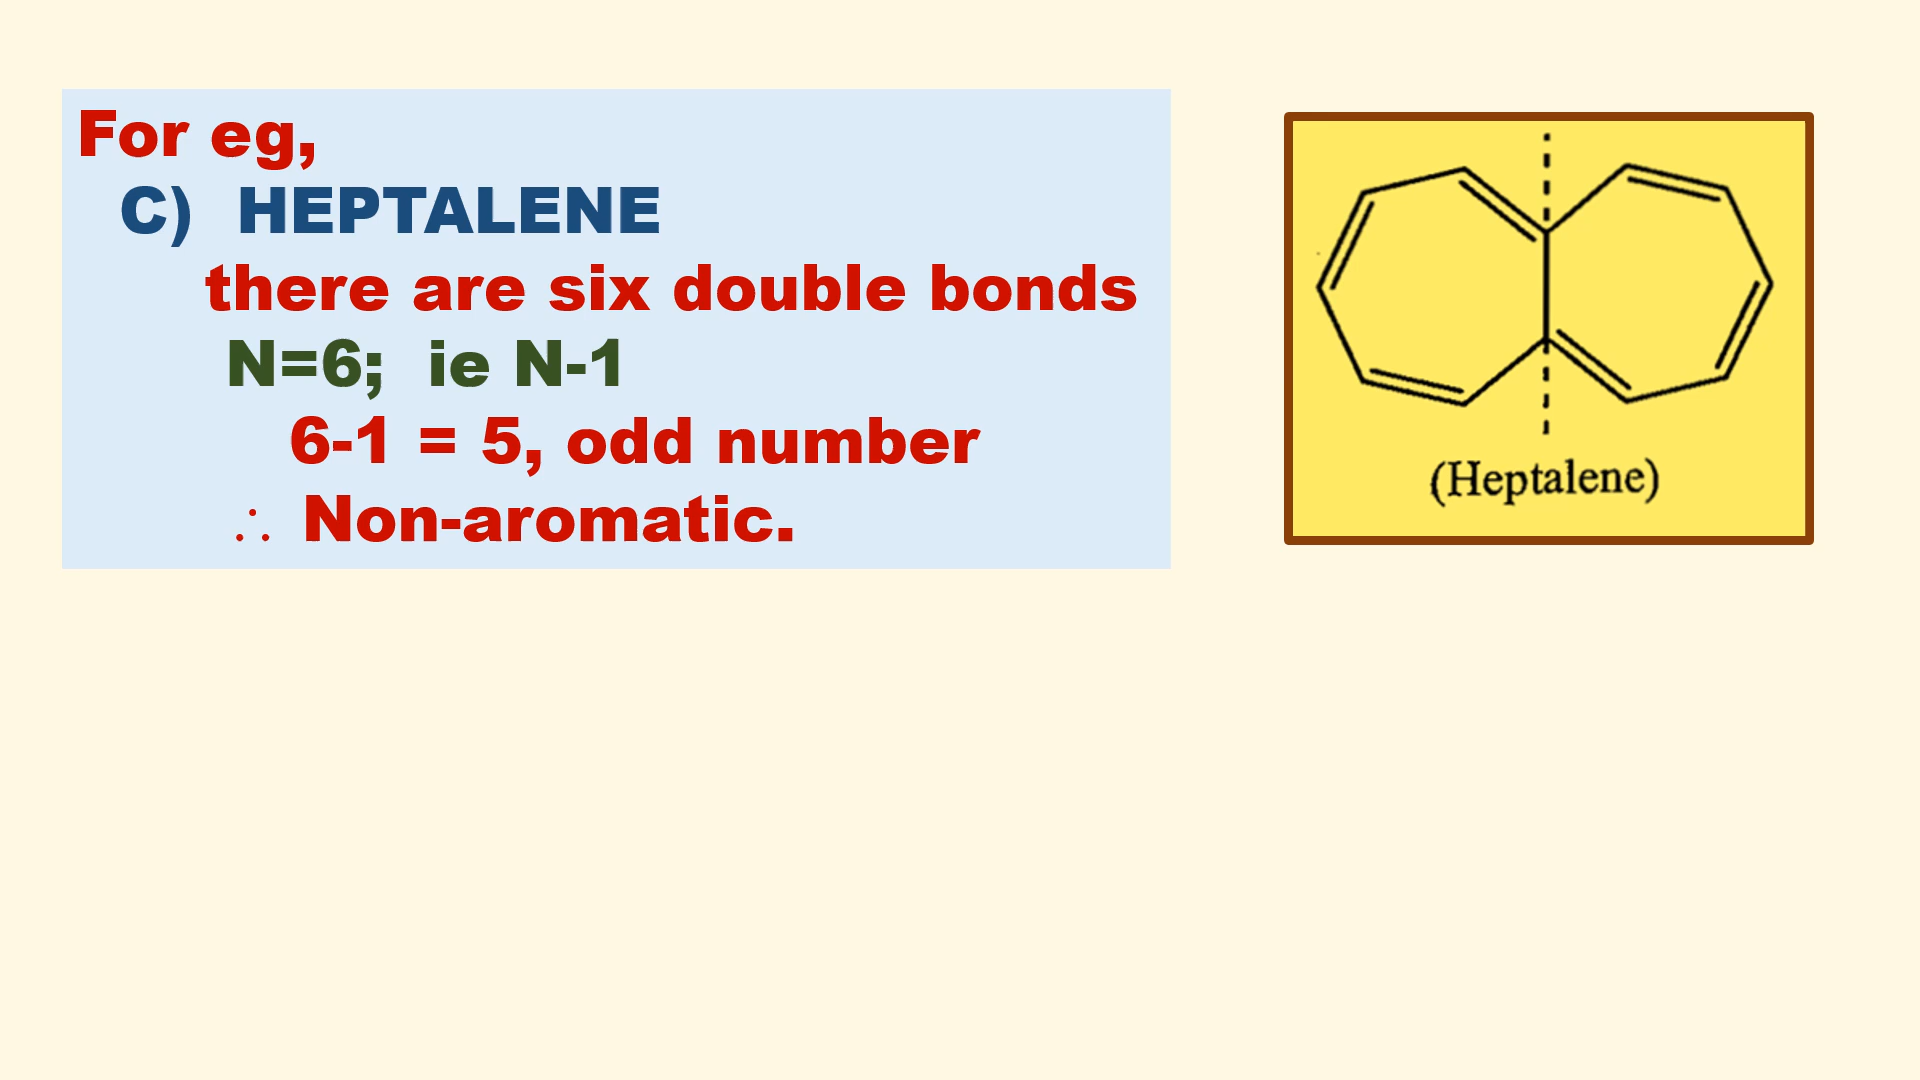 For eg,
C) HEPTALENE
there are six double bonds
N=6; ie N-1
6-1 = 5, odd number
∴ Non-aromatic.
(Heptalene)